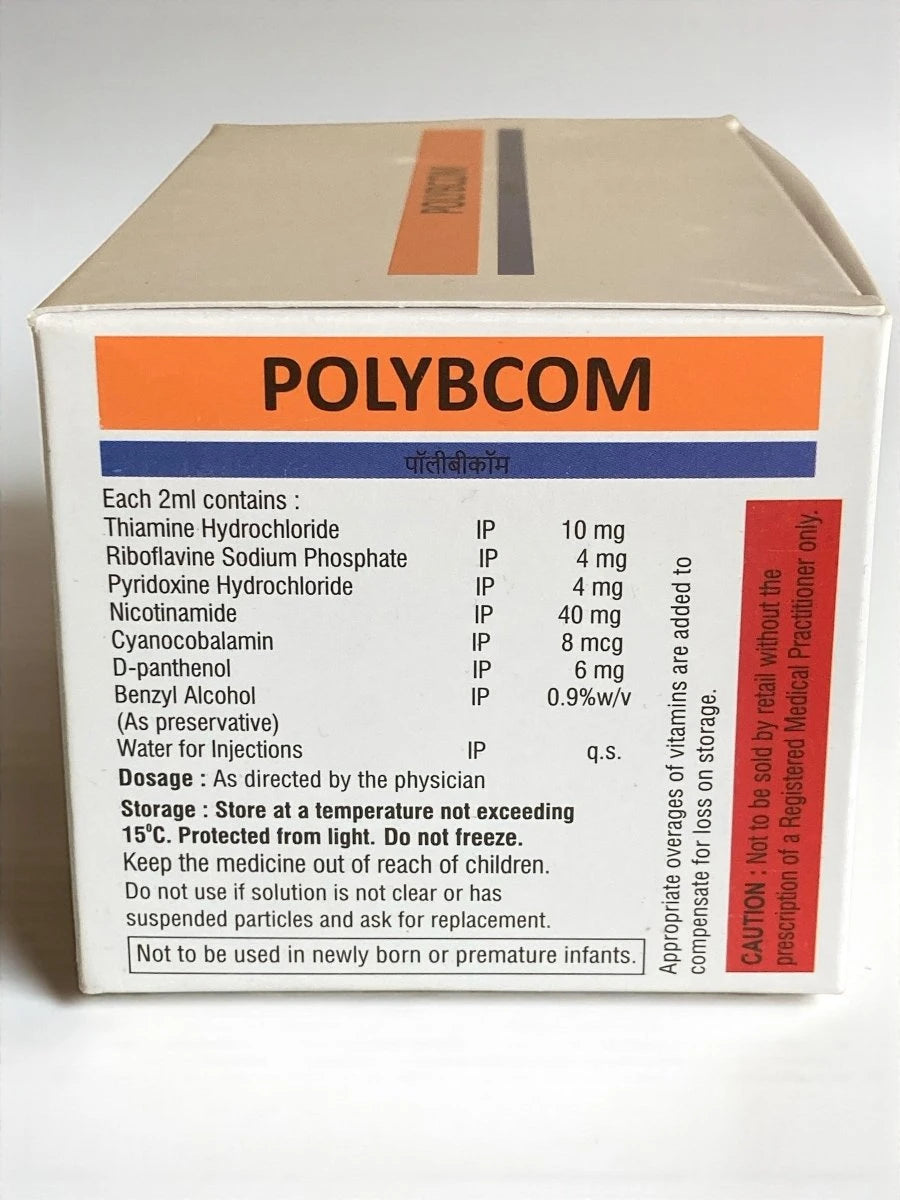 POLYBCOM
POLYBCOM
पॉलीबीकॉम
Each 2ml contains :
Thiamine Hydrochloride IP 10 mg
Riboflavine Sodium Phosphate IP 4 mg
Pyridoxine Hydrochloride IP 4 mg
Nicotinamide IP 40 mg
Cyanocobalamin IP 8 mcg
D-panthenol IP 6 mg
Benzyl Alcohol IP 0.9%w/v
(As preservative)
Water for Injections IP q.s.
Dosage : As directed by the physician
Storage : Store at a temperature not exceeding
15⁰C. Protected from light. Do not freeze.
Keep the medicine out of reach of children.
Do not use if solution is not clear or has
suspended particles and ask for replacement.
Not to be used in newly born or premature infants.
Appropriate overages of vitamins are added to
compensate for loss on storage.
CAUTION : Not to be sold by retail without the
prescription of a Registered Medical Practitioner only.